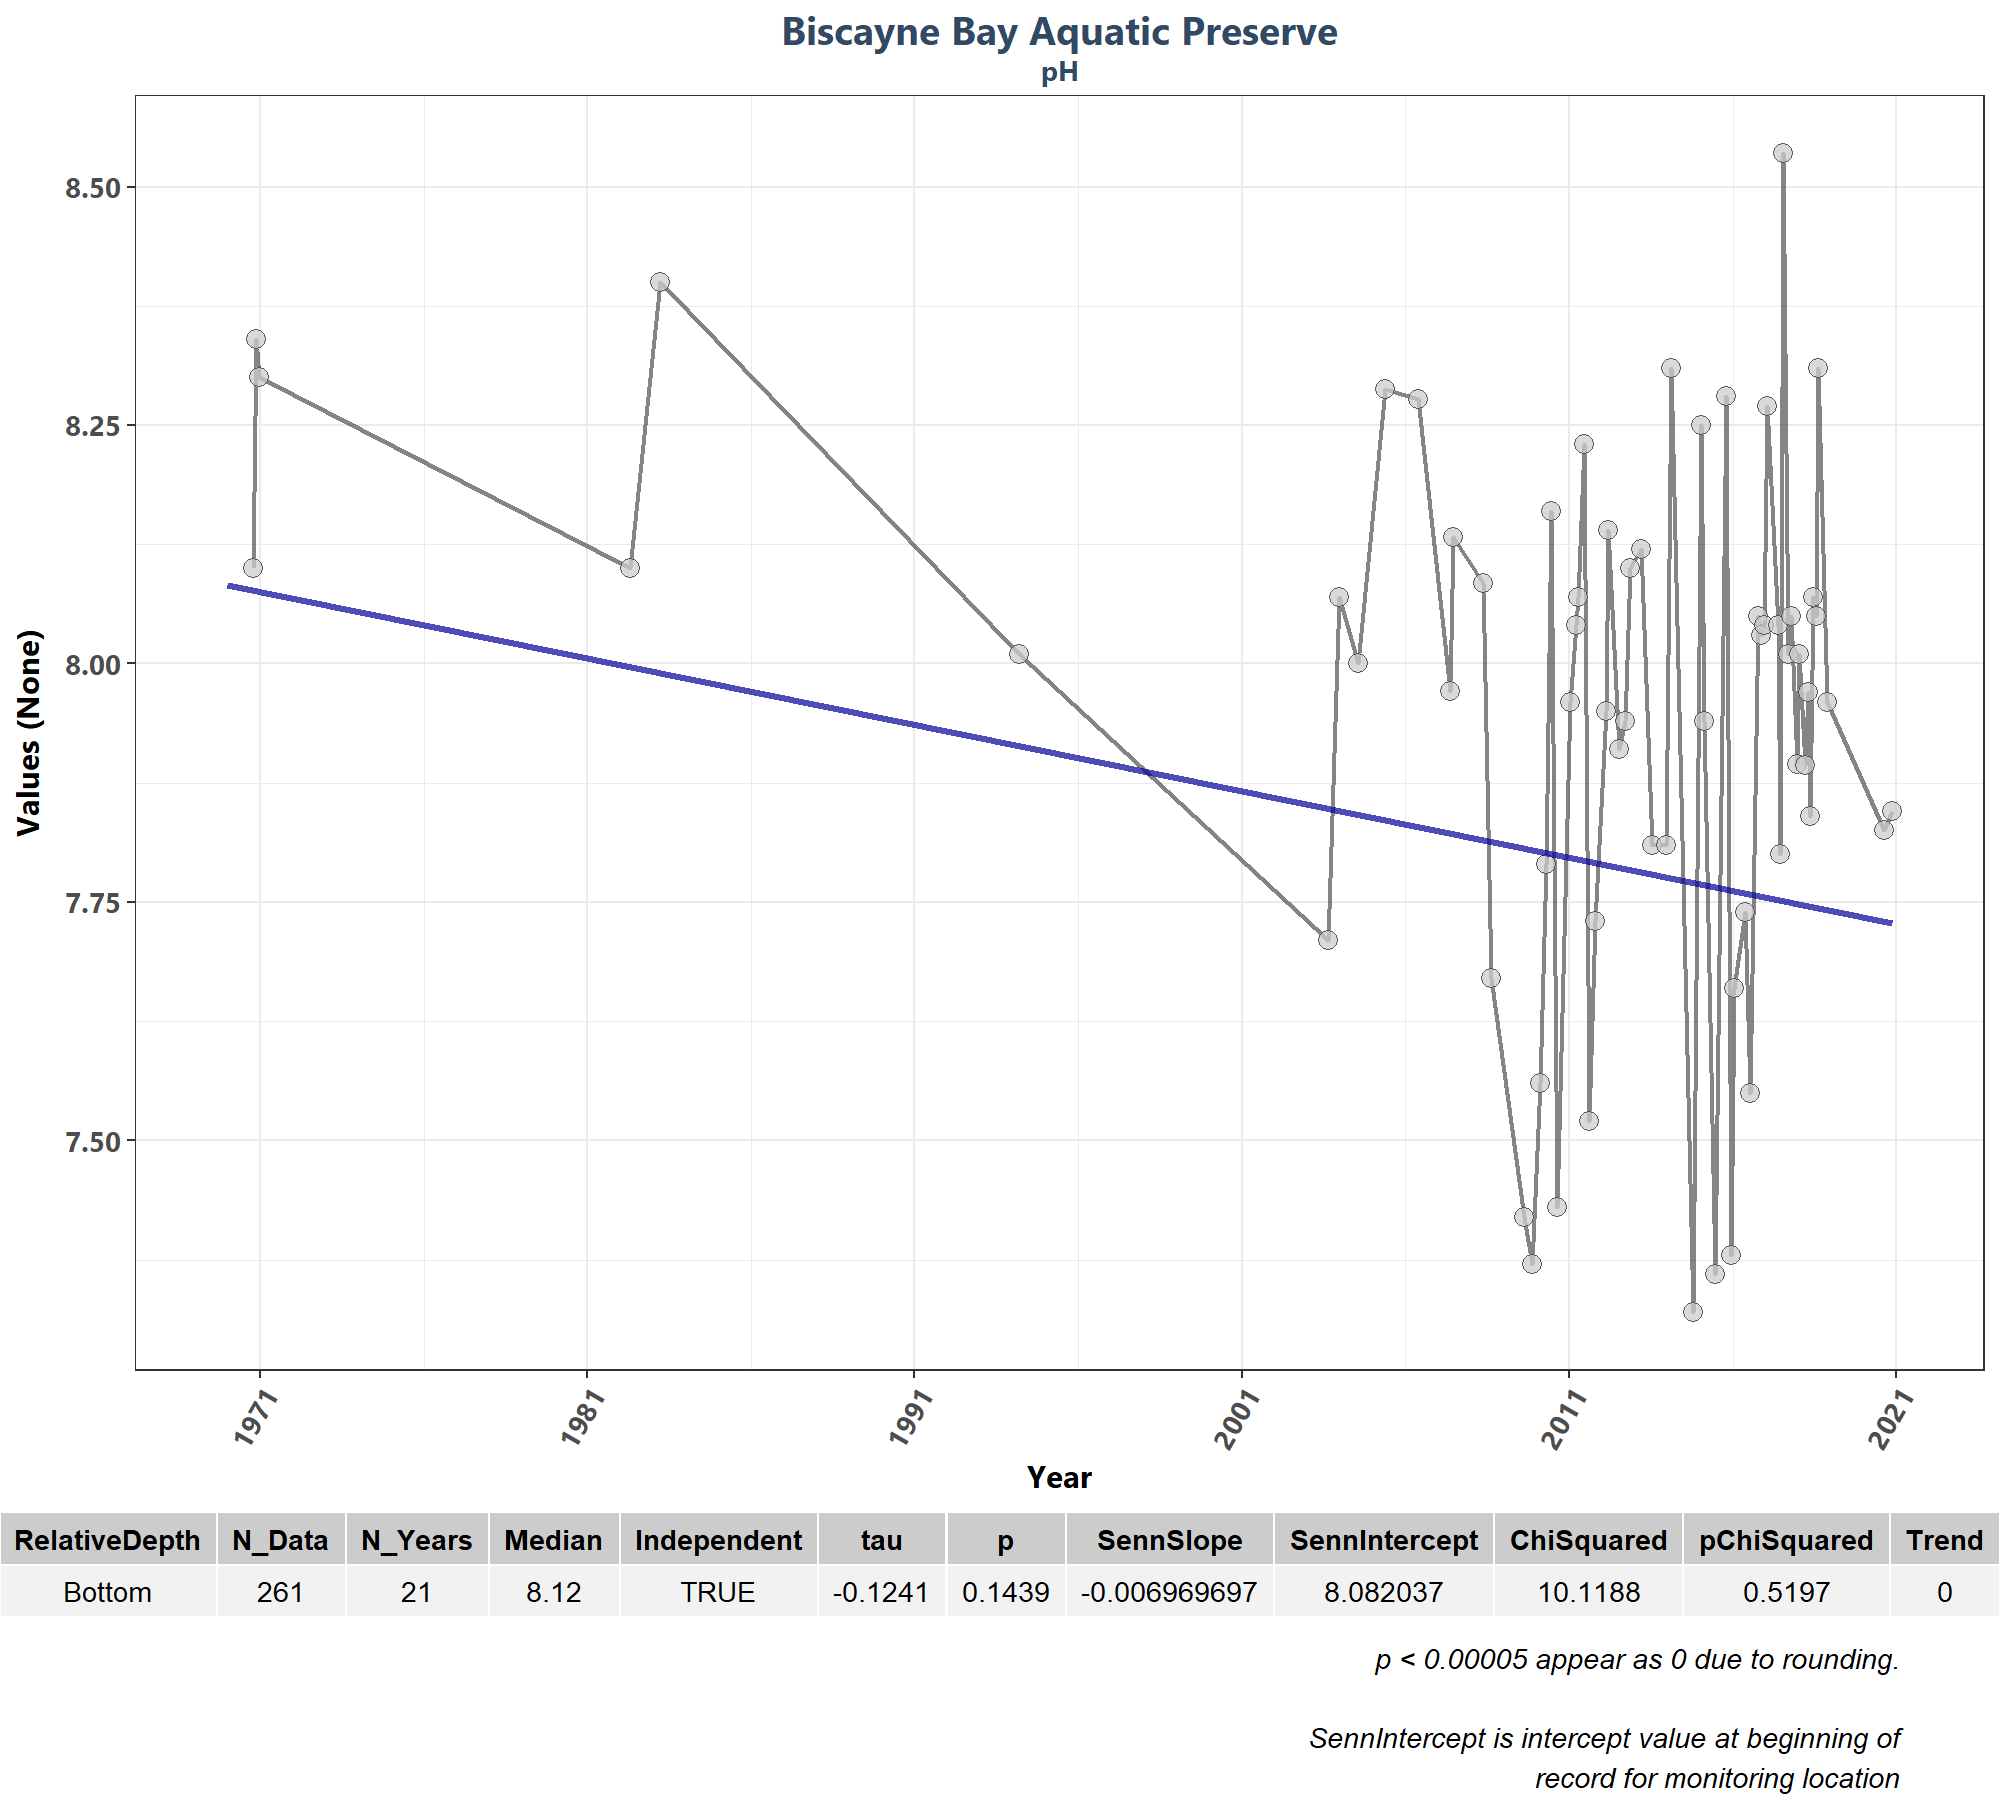 Biscayne Bay Aquatic Preserve
pH
8.50
8.25
8.00
7.75
7.50
Values (None)
1971
1981
1991
2001
2011
2021
Year
RelativeDepth N_Data N_Years Median Independent tau p SennSlope SennIntercept ChiSquared pChiSquared Trend
Bottom 261 21 8.12 TRUE -0.1241 0.1439 -0.006969697 8.082037 10.1188 0.5197 0
p < 0.00005 appear as 0 due to rounding.
SennIntercept is intercept value at beginning of
record for monitoring location